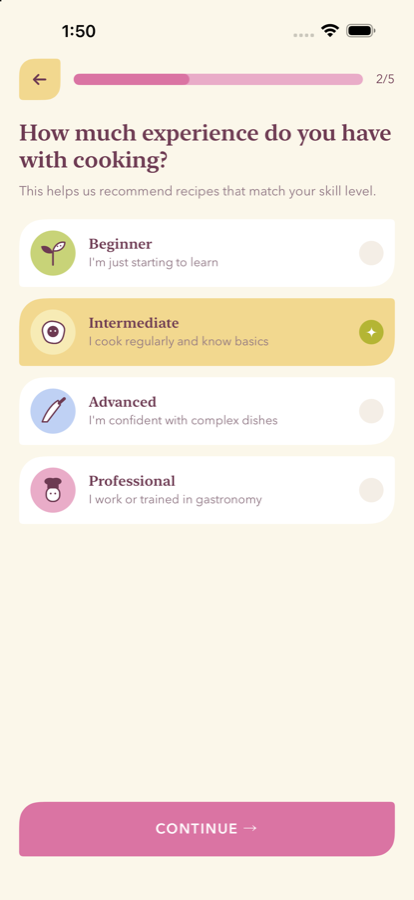 1:50
2/5
How much experience do you have
with cooking?
This helps us recommend recipes that match your skill level.
Beginner
I'm just starting to learn
Intermediate
I cook regularly and know basics
Advanced
I'm confident with complex dishes
Professional
I work or trained in gastronomy
CONTINUE →